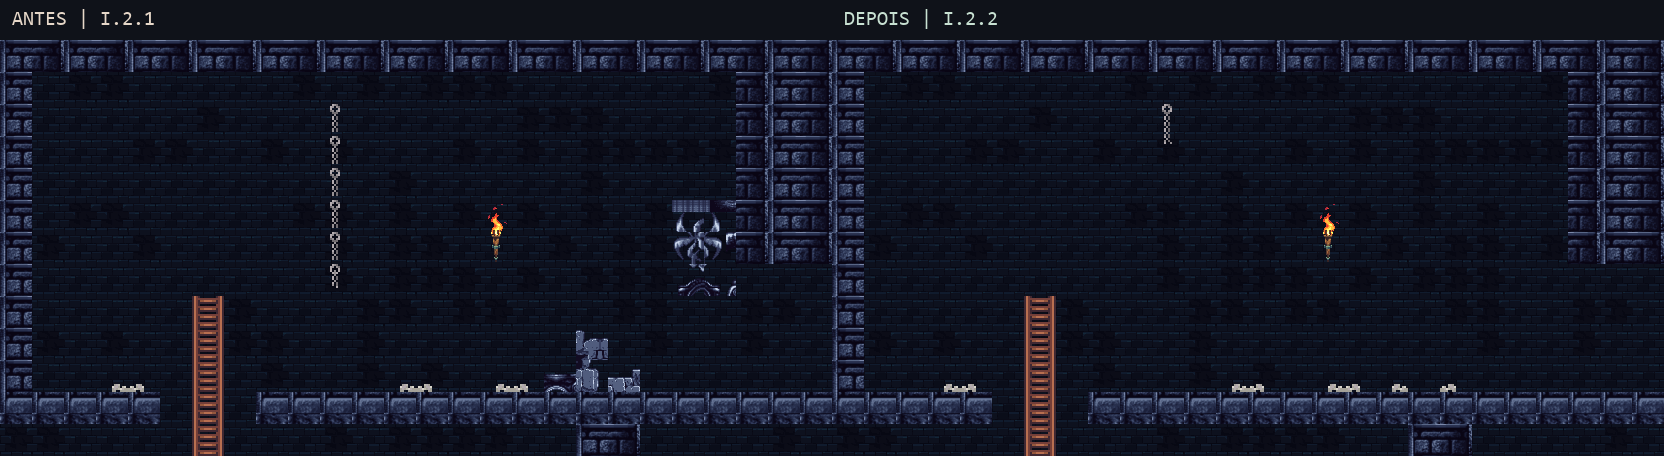 ANTES | I.2.1
DEPOIS | I.2.2